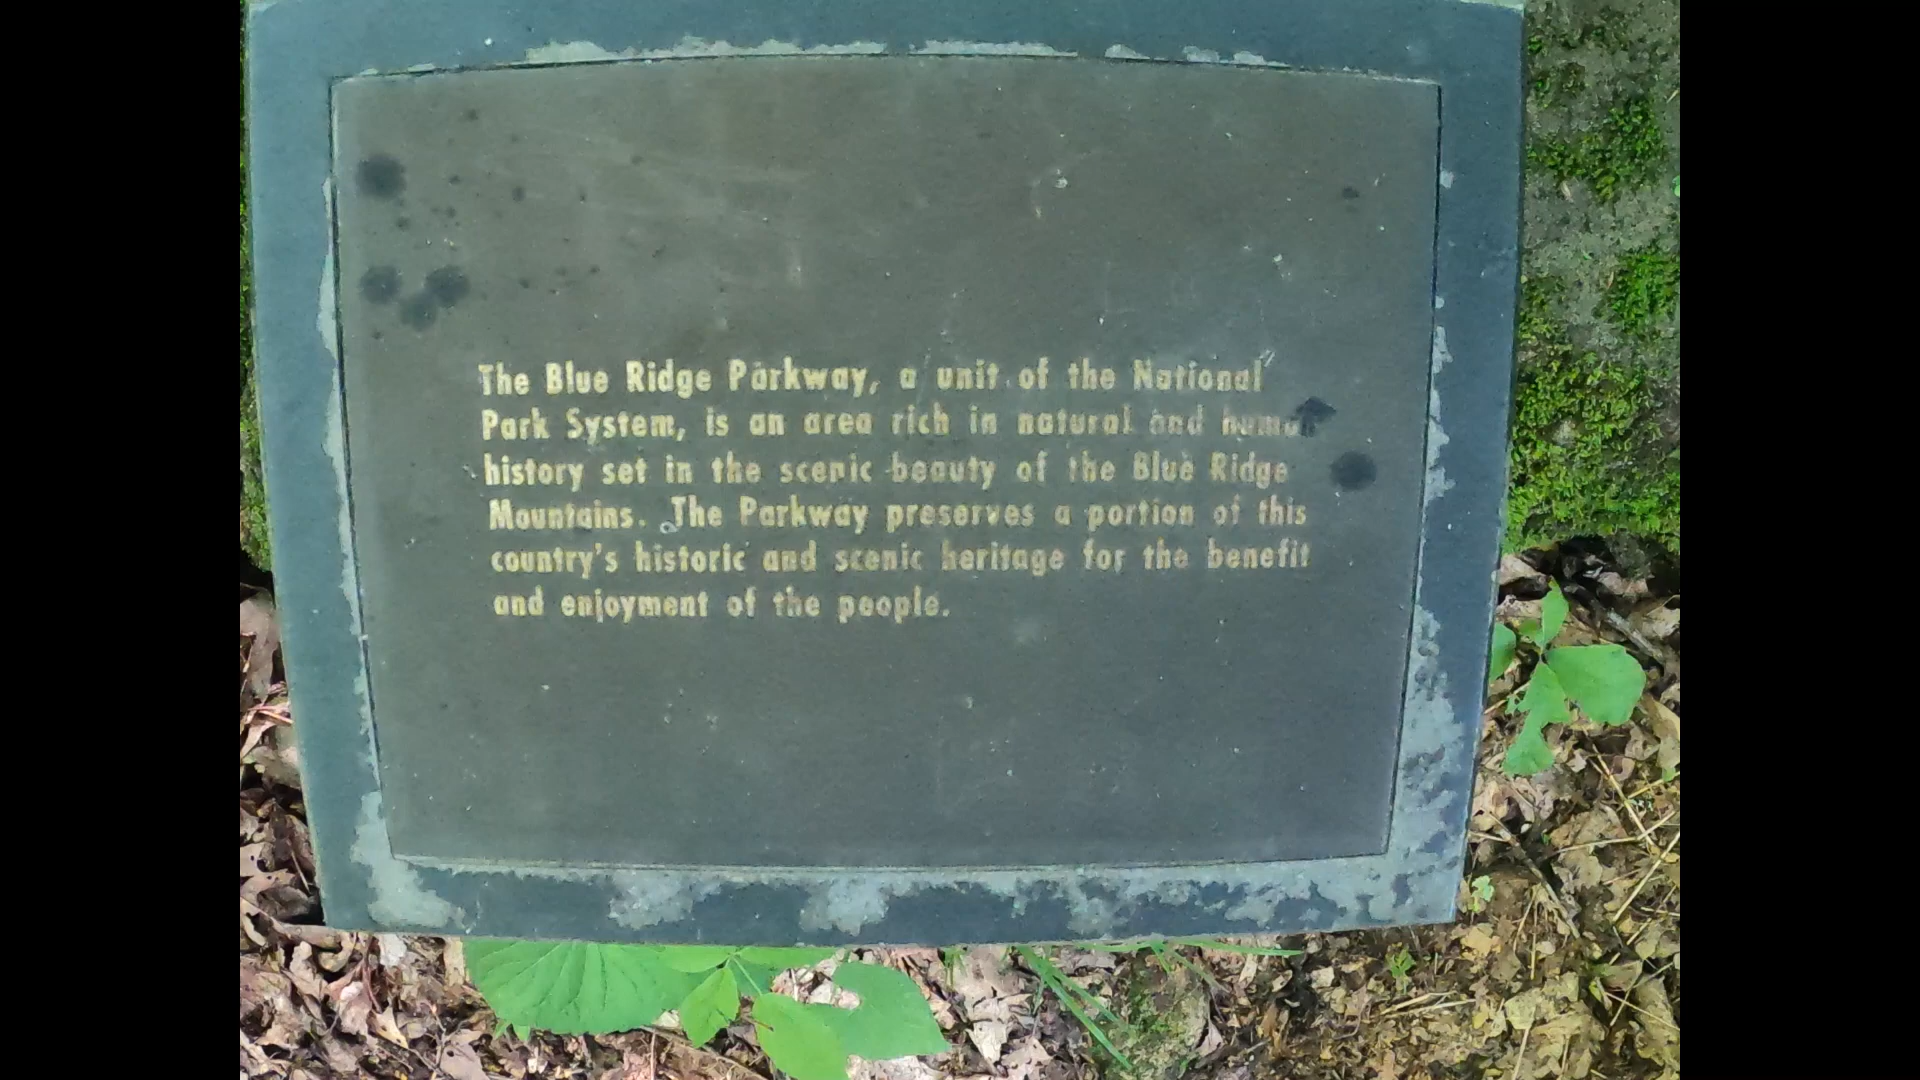 The Blue Ridge Parkway, a unit of the National
Park System, is an area rich in natural and human
history set in the scenic beauty of the Blue Ridge
Mountains. The Parkway preserves a portion of this
country's historic and scenic heritage for the benefit
and enjoyment of the people.